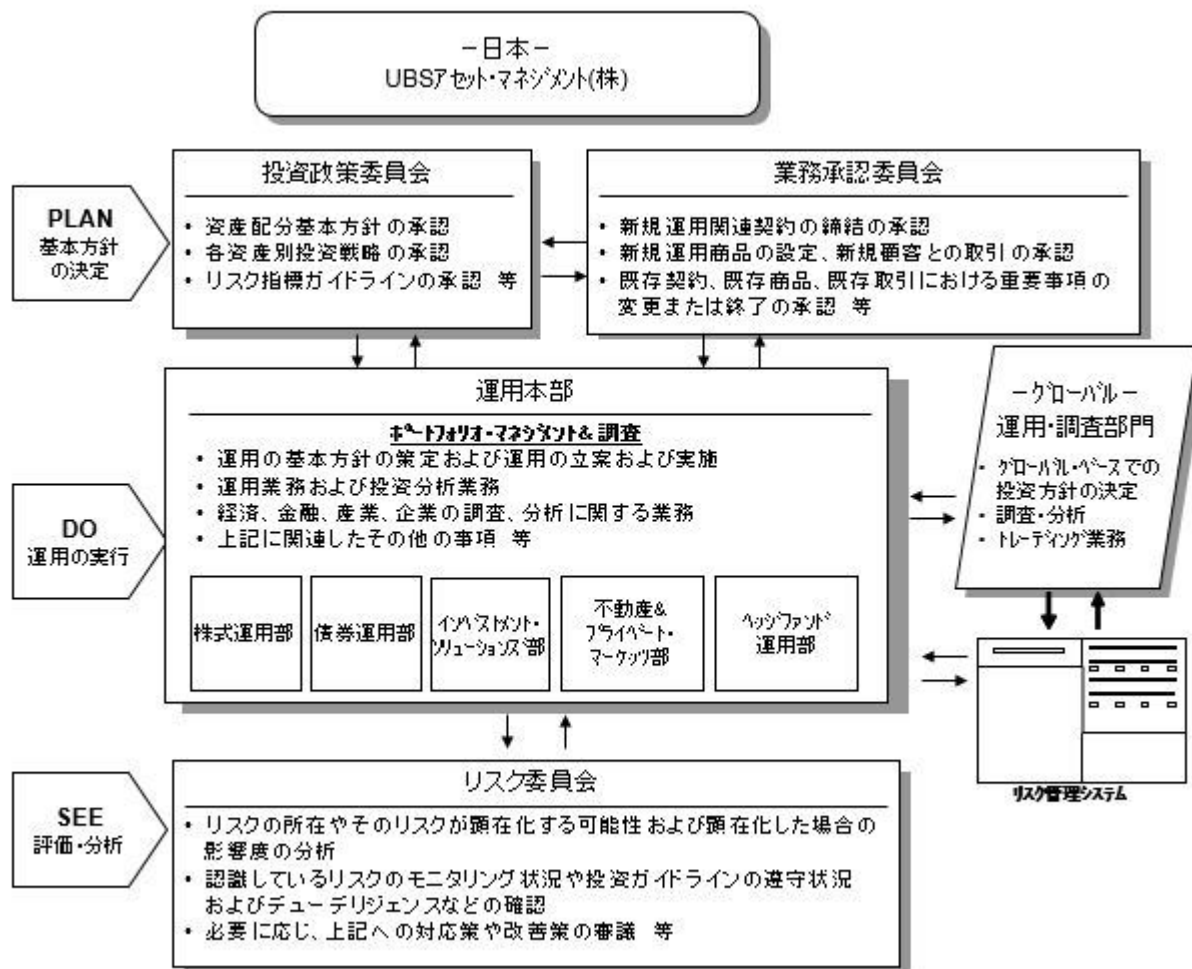 －日本－
UBSアセット・マネジメント(株)
PLAN
基本方針
の決定
投資政策委員会
• 資産配分基本方針の承認
• 各資産別投資戦略の承認
• リスク指標ガイドラインの承認 等
業務承認委員会
• 新規運用関連契約の締結の承認
• 新規運用商品の設定、新規顧客との取引の承認
• 既存契約、既存商品、既存取引における重要事項の
変更または終了の承認 等
DO
運用の実行
運用本部
ポートフォリオ・マネジメント& 調査
• 運用の基本方針の策定および運用の立案および実施
• 運用業務および投資分析業務
• 経済、金融、産業、企業の調査、分析に関する業務
• 上記に関連したその他の事項 等
株式運用部
債券運用部
インベストメント・
ソリューションズ部
不動産&
プライベート・
マーケッツ部
ヘッジファンド
運用部
－グローバル－
運用・調査部門
• グローバル・ベースでの
投資方針の決定
• 調査・分析
• トレーディング業務
リスク管理システム
SEE
評価・分析
リスク委員会
• リスクの所在やそのリスクが顕在化する可能性および顕在化した場合の
影響度の分析
• 認識しているリスクのモニタリング状況や投資ガイドラインの遵守状況
およびデューデリジェンスなどの確認
• 必要に応じ、上記への対応策や改善策の審議 等